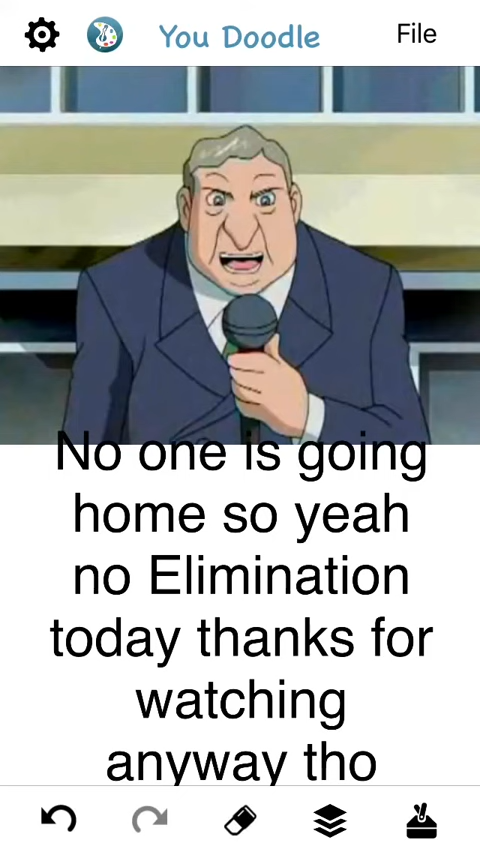 You Doodle
File
No one is going
home so yeah
no Elimination
today thanks for
watching
anyway tho